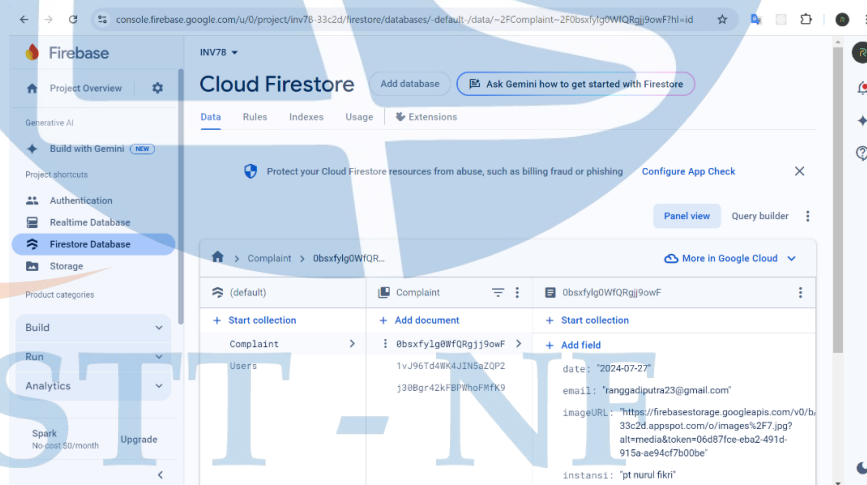 console.firebase.google.com/u/0/project/inv78-33c2d/firestore/databases/-default-/data/~2FComplaint~2F0bsxfylg0WfQRgjj9owF?hl=id
Firebase
INV78
Project Overview
Cloud Firestore
Add database
Ask Gemini how to get started with Firestore
Generative AI
Data Rules Indexes Usage Extensions
Build with Gemini NEW
Project shortcuts
Protect your Cloud Firestore resources from abuse, such as billing fraud or phishing Configure App Check
Authentication
Realtime Database
Panel view Query builder
Firestore Database
Storage
Complaint > 0bsxfylg0WfQR...
More in Google Cloud
Product categories
(default) Complaint 0bsxfylg0WfQRgjj9owF
Build
+ Start collection + Add document + Start collection
Complaint > 0bsxfylg0WfQRgjj9owF > + Add field
Run
Users 1vJ96Td4WK4JIN5aZQP2 date: "2024-07-27"
Analytics
j30Bgr42kFBPWhoFMfK9 email: "ranggadiputra23@gmail.com"
imageURL: "https://firebasestorage.googleapis.com/v0/b/
33c2d.appspot.com/o/images%2F7.jpg?
alt=media&token=06d87fce-eba2-491d-
915a-ae94cf7b00be"
Spark
No-cost $0/month
Upgrade
instansi: "pt nurul fikri"
STT - NF